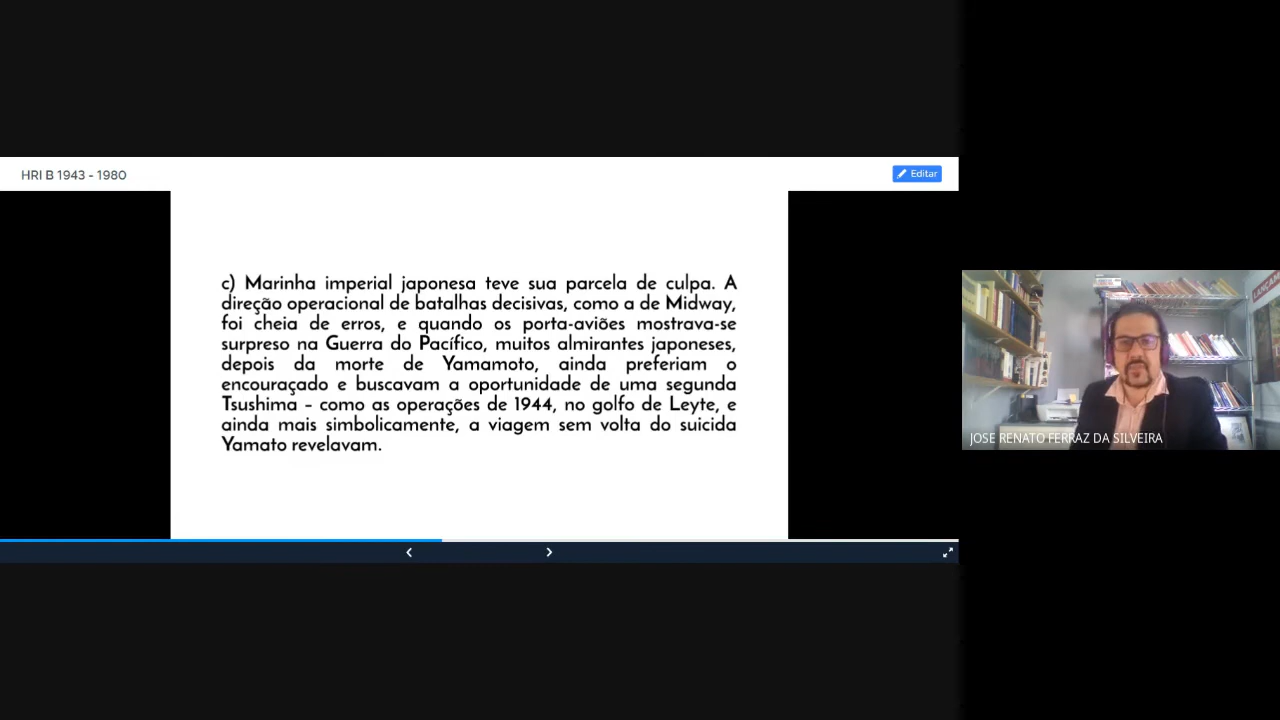 HRI B 1943 - 1980
Editar
c) Marinha imperial japonesa teve sua parcela de culpa. A
direção operacional de batalhas decisivas, como a de Midway,
foi cheia de erros, e quando os porta-aviões mostrava-se
surpreso na Guerra do Pacífico, muitos almirantes japoneses,
depois da morte de Yamamoto, ainda preferiam o
encouraçado e buscavam a oportunidade de uma segunda
Tsushima – como as operações de 1944, no golfo de Leyte, e
ainda mais simbolicamente, a viagem sem volta do suicida
Yamato revelavam.
JOSE RENATO FERRAZ DA SILVEIRA